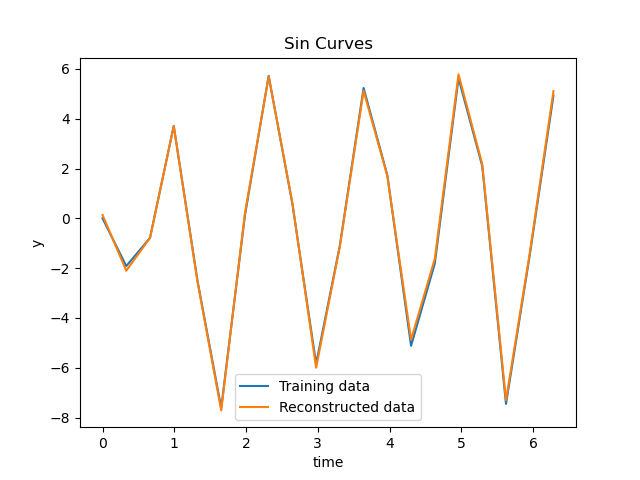 Sin Curves
6
4
2
0
−2
−4
−6
−8
y
Training data
Reconstructed data
0 1 2 3 4 5 6
time